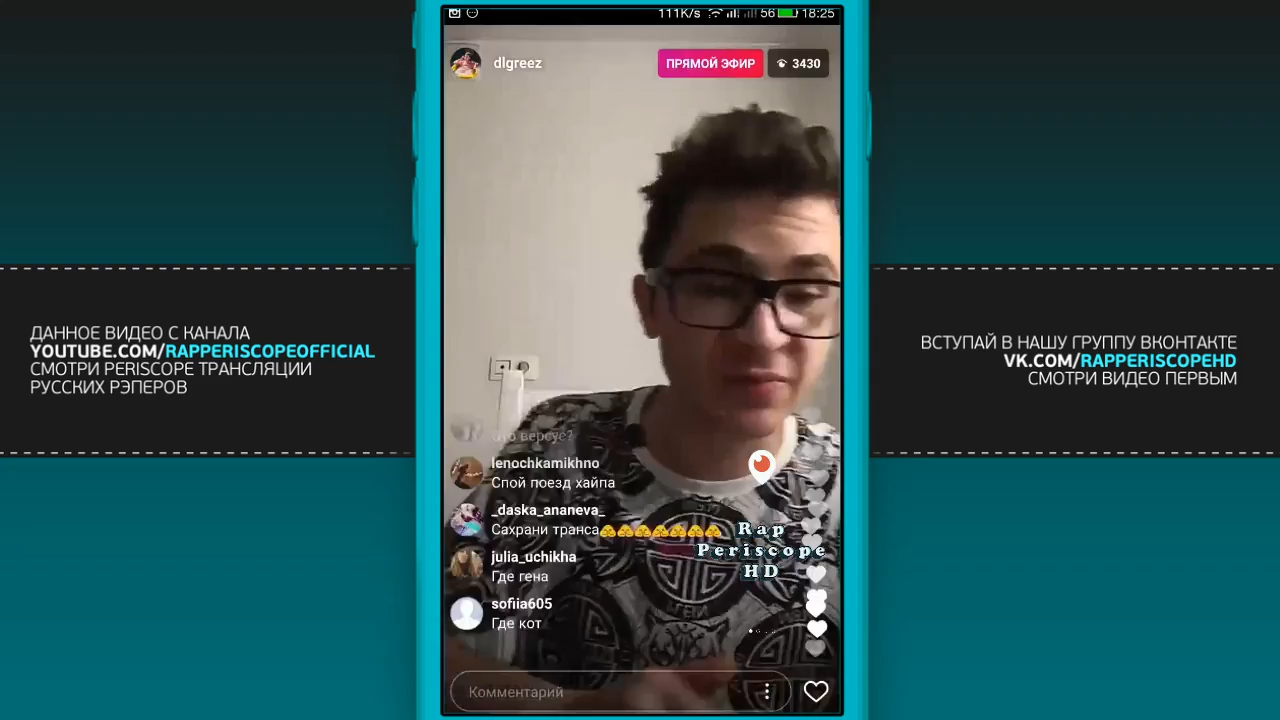 111K/s 56 18:25
dlgreez
ПРЯМОЙ ЭФИР
3430
ДАННОЕ ВИДЕО С КАНАЛА
YOUTUBE.COM/RAPPERISCOPEOFFICIAL
СМОТРИ PERISCOPE ТРАНСЛЯЦИИ
РУССКИХ РЭПЕРОВ
ВСТУПАЙ В НАШУ ГРУППУ ВКОНТАКТЕ
VK.COM/RAPPERISCOPEHD
СМОТРИ ВИДЕО ПЕРВЫМ
версус?
lenochkamikhno
Спой поезд хайпа
_daska_ananeva_
Сахрани транса
julia_uchikha
Где гена
sofiia605
Где кот
Rap
Periscope
HD
Комментарий